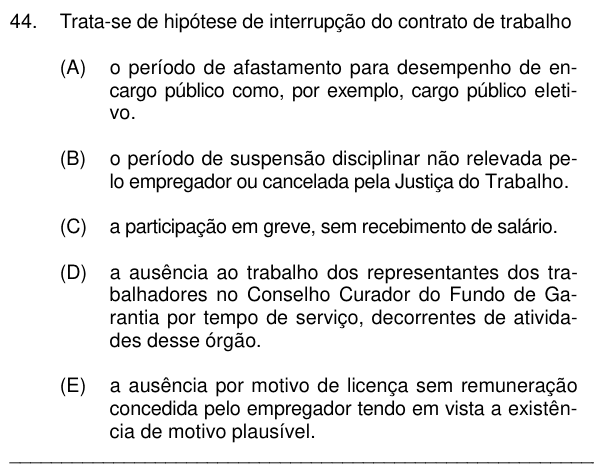 44. Trata-se de hipótese de interrupção do contrato de trabalho
(A) o período de afastamento para desempenho de en-
cargo público como, por exemplo, cargo público eleti-
vo.
(B) o período de suspensão disciplinar não relevada pe-
lo empregador ou cancelada pela Justiça do Trabalho.
(C) a participação em greve, sem recebimento de salário.
(D) a ausência ao trabalho dos representantes dos tra-
balhadores no Conselho Curador do Fundo de Ga-
rantia por tempo de serviço, decorrentes de ativida-
des desse órgão.
(E) a ausência por motivo de licença sem remuneração
concedida pelo empregador tendo em vista a existên-
cia de motivo plausível.